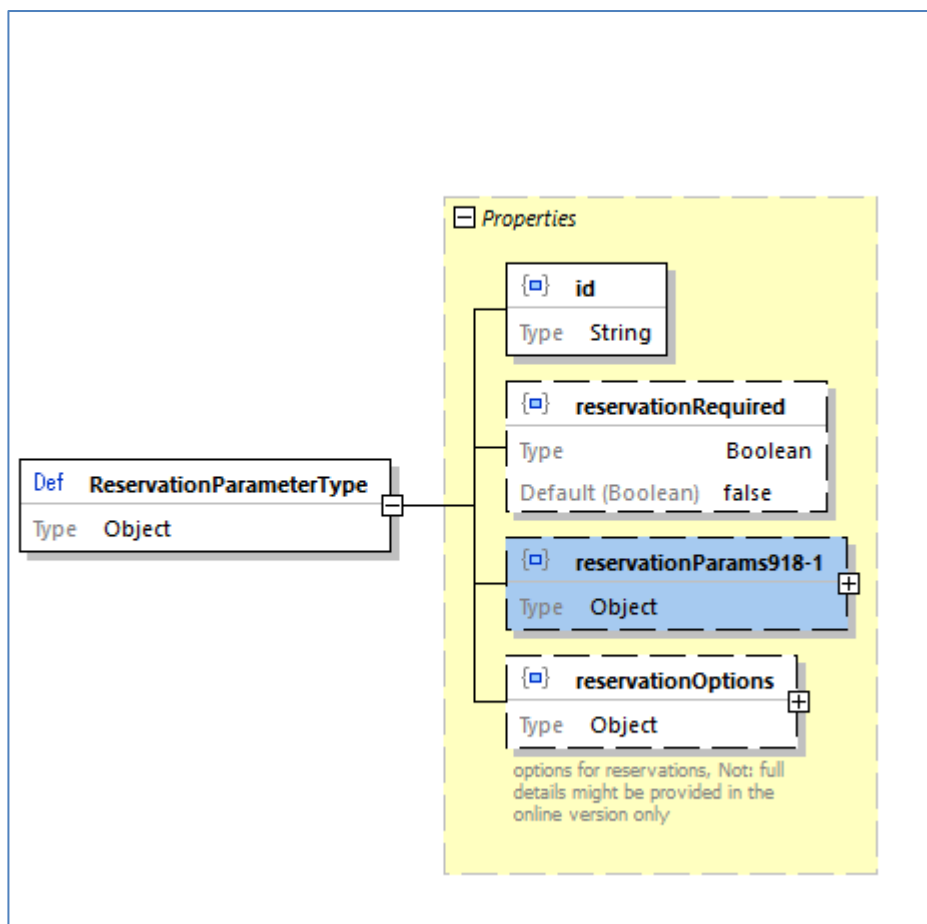 Properties
id
Type String
reservationRequired
Type Boolean
Default (Boolean) false
Def ReservationParameterType
Type Object
reservationParams918-1
Type Object
reservationOptions
Type Object
options for reservations, Not: full
details might be provided in the
online version only